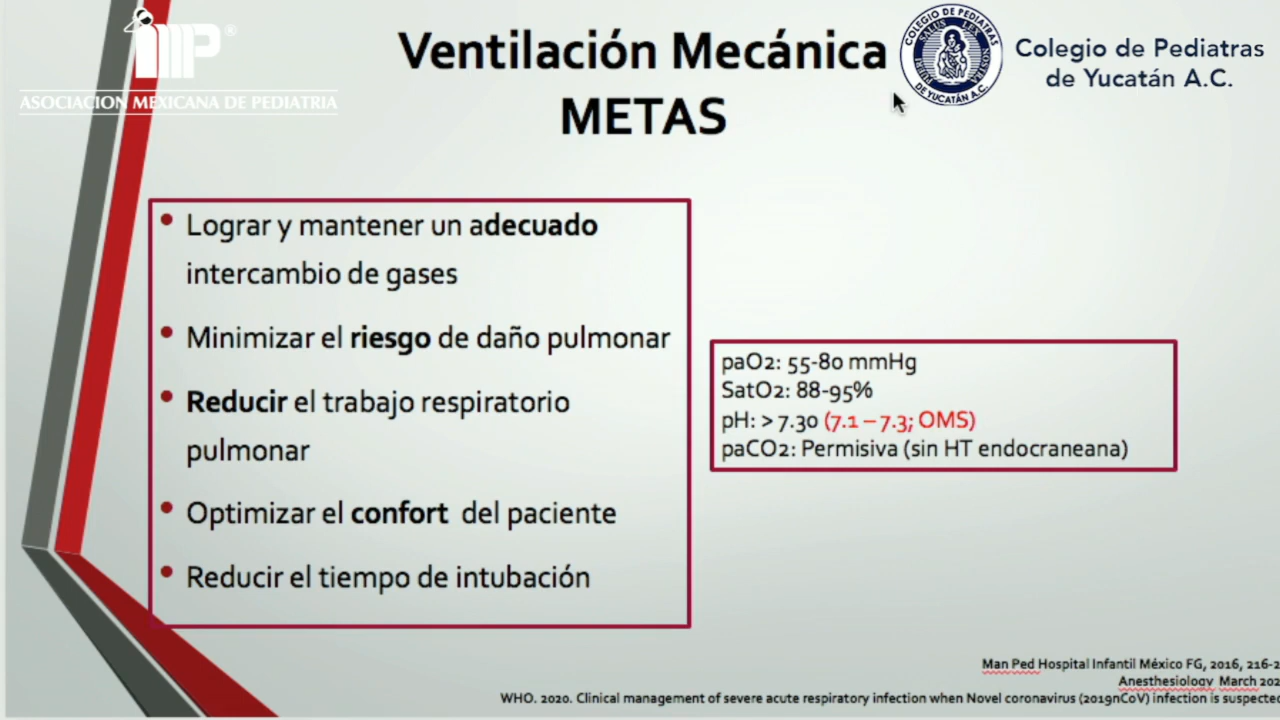 AMP®
ASOCIACION MEXICANA DE PEDIATRIA
Ventilación Mecánica
METAS
COLEGIO DE PEDIATRAS
DE YUCATÁN A.C.
Colegio de Pediatras
de Yucatán A.C.
• Lograr y mantener un adecuado
intercambio de gases
• Minimizar el riesgo de daño pulmonar
• Reducir el trabajo respiratorio
pulmonar
• Optimizar el confort del paciente
• Reducir el tiempo de intubación
paO2: 55-80 mmHg
SatO2: 88-95%
pH: > 7.30 (7.1 – 7.3; OMS)
paCO2: Permisiva (sin HT endocraneana)
Man Ped Hospital Infantil México FG, 2016, 216-2
Anesthesiology March 202
WHO. 2020. Clinical management of severe acute respiratory infection when Novel coronavirus (2019nCoV) infection is suspected